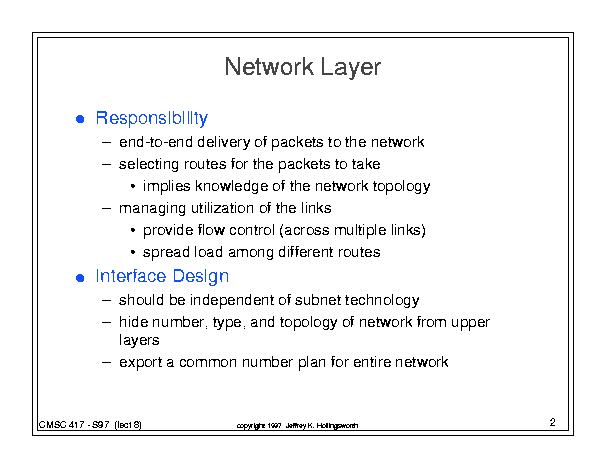 Network Layer
● Responsibility
– end-to-end delivery of packets to the network
– selecting routes for the packets to take
• implies knowledge of the network topology
– managing utilization of the links
• provide flow control (across multiple links)
• spread load among different routes
● Interface Design
– should be independent of subnet technology
– hide number, type, and topology of network from upper
layers
– export a common number plan for entire network
CMSC 417 - S97 (lect8)
copyright 1997 Jeffrey K. Hollingsworth
2